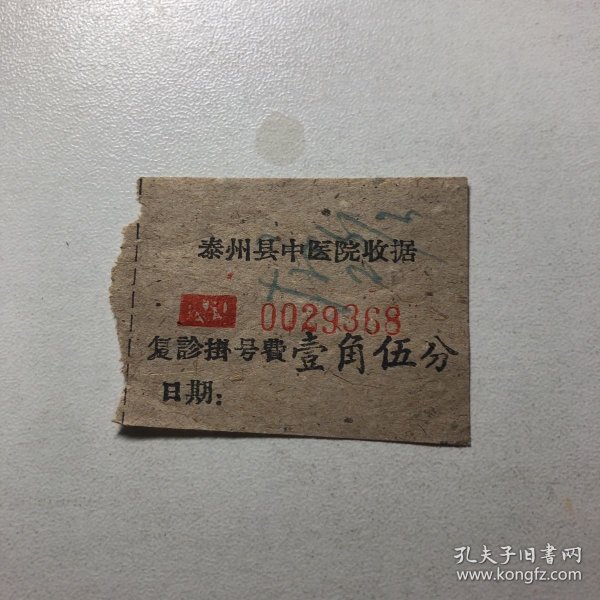 泰州县中医院收据
0029368
复診掛号費壹角伍分
日期：
孔夫子旧书网
www.kongfz.com